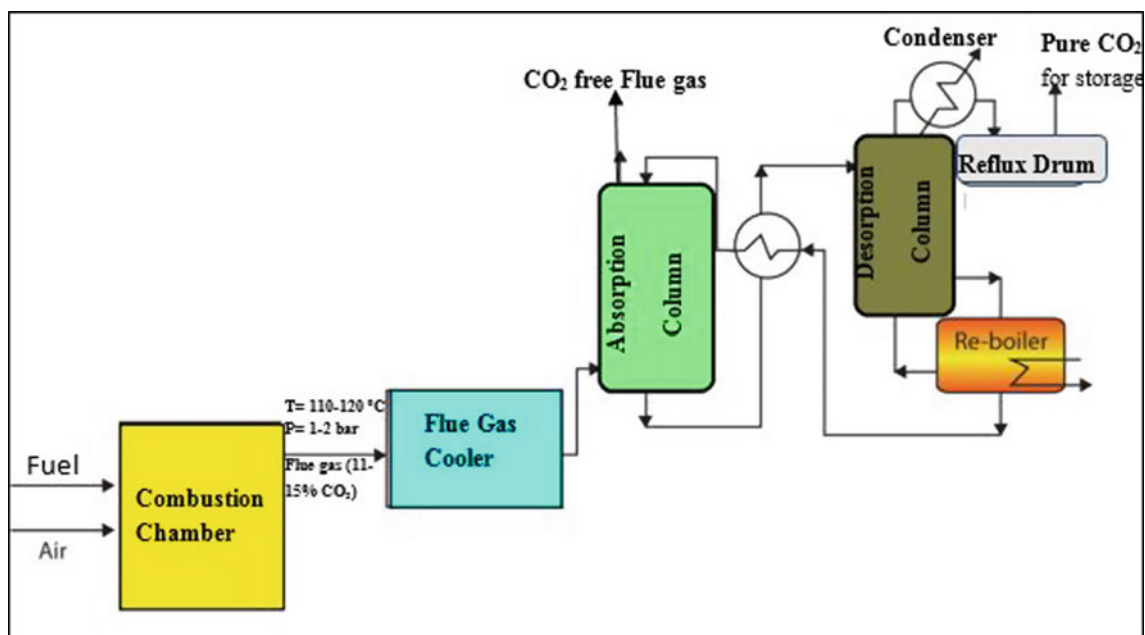 Condenser
Pure CO₂
for storage
CO₂ free Flue gas
Reflux Drum
Desorption
Column
Absorption
Column
Re-boiler
T= 110-120 °C
P= 1-2 bar
Flue gas (11-
15% CO₂)
Flue Gas
Cooler
Fuel
Air
Combustion
Chamber